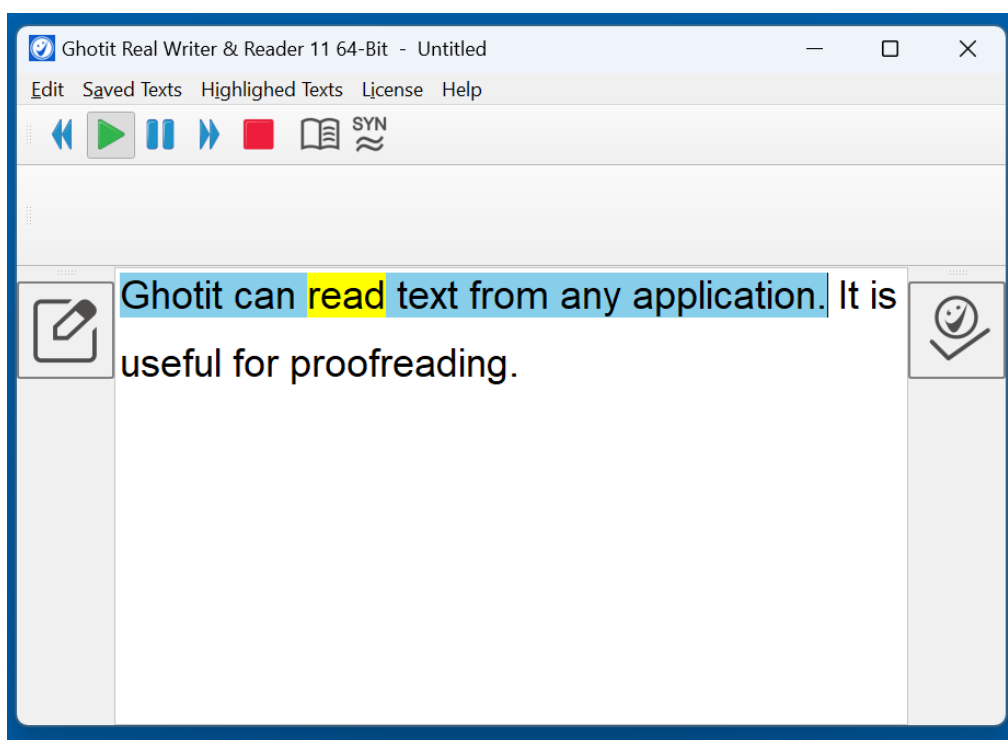 Ghotit Real Writer & Reader 11 64-Bit - Untitled
Edit Saved Texts Highlighed Texts License Help
SYN
Ghotit can read text from any application. It is
useful for proofreading.